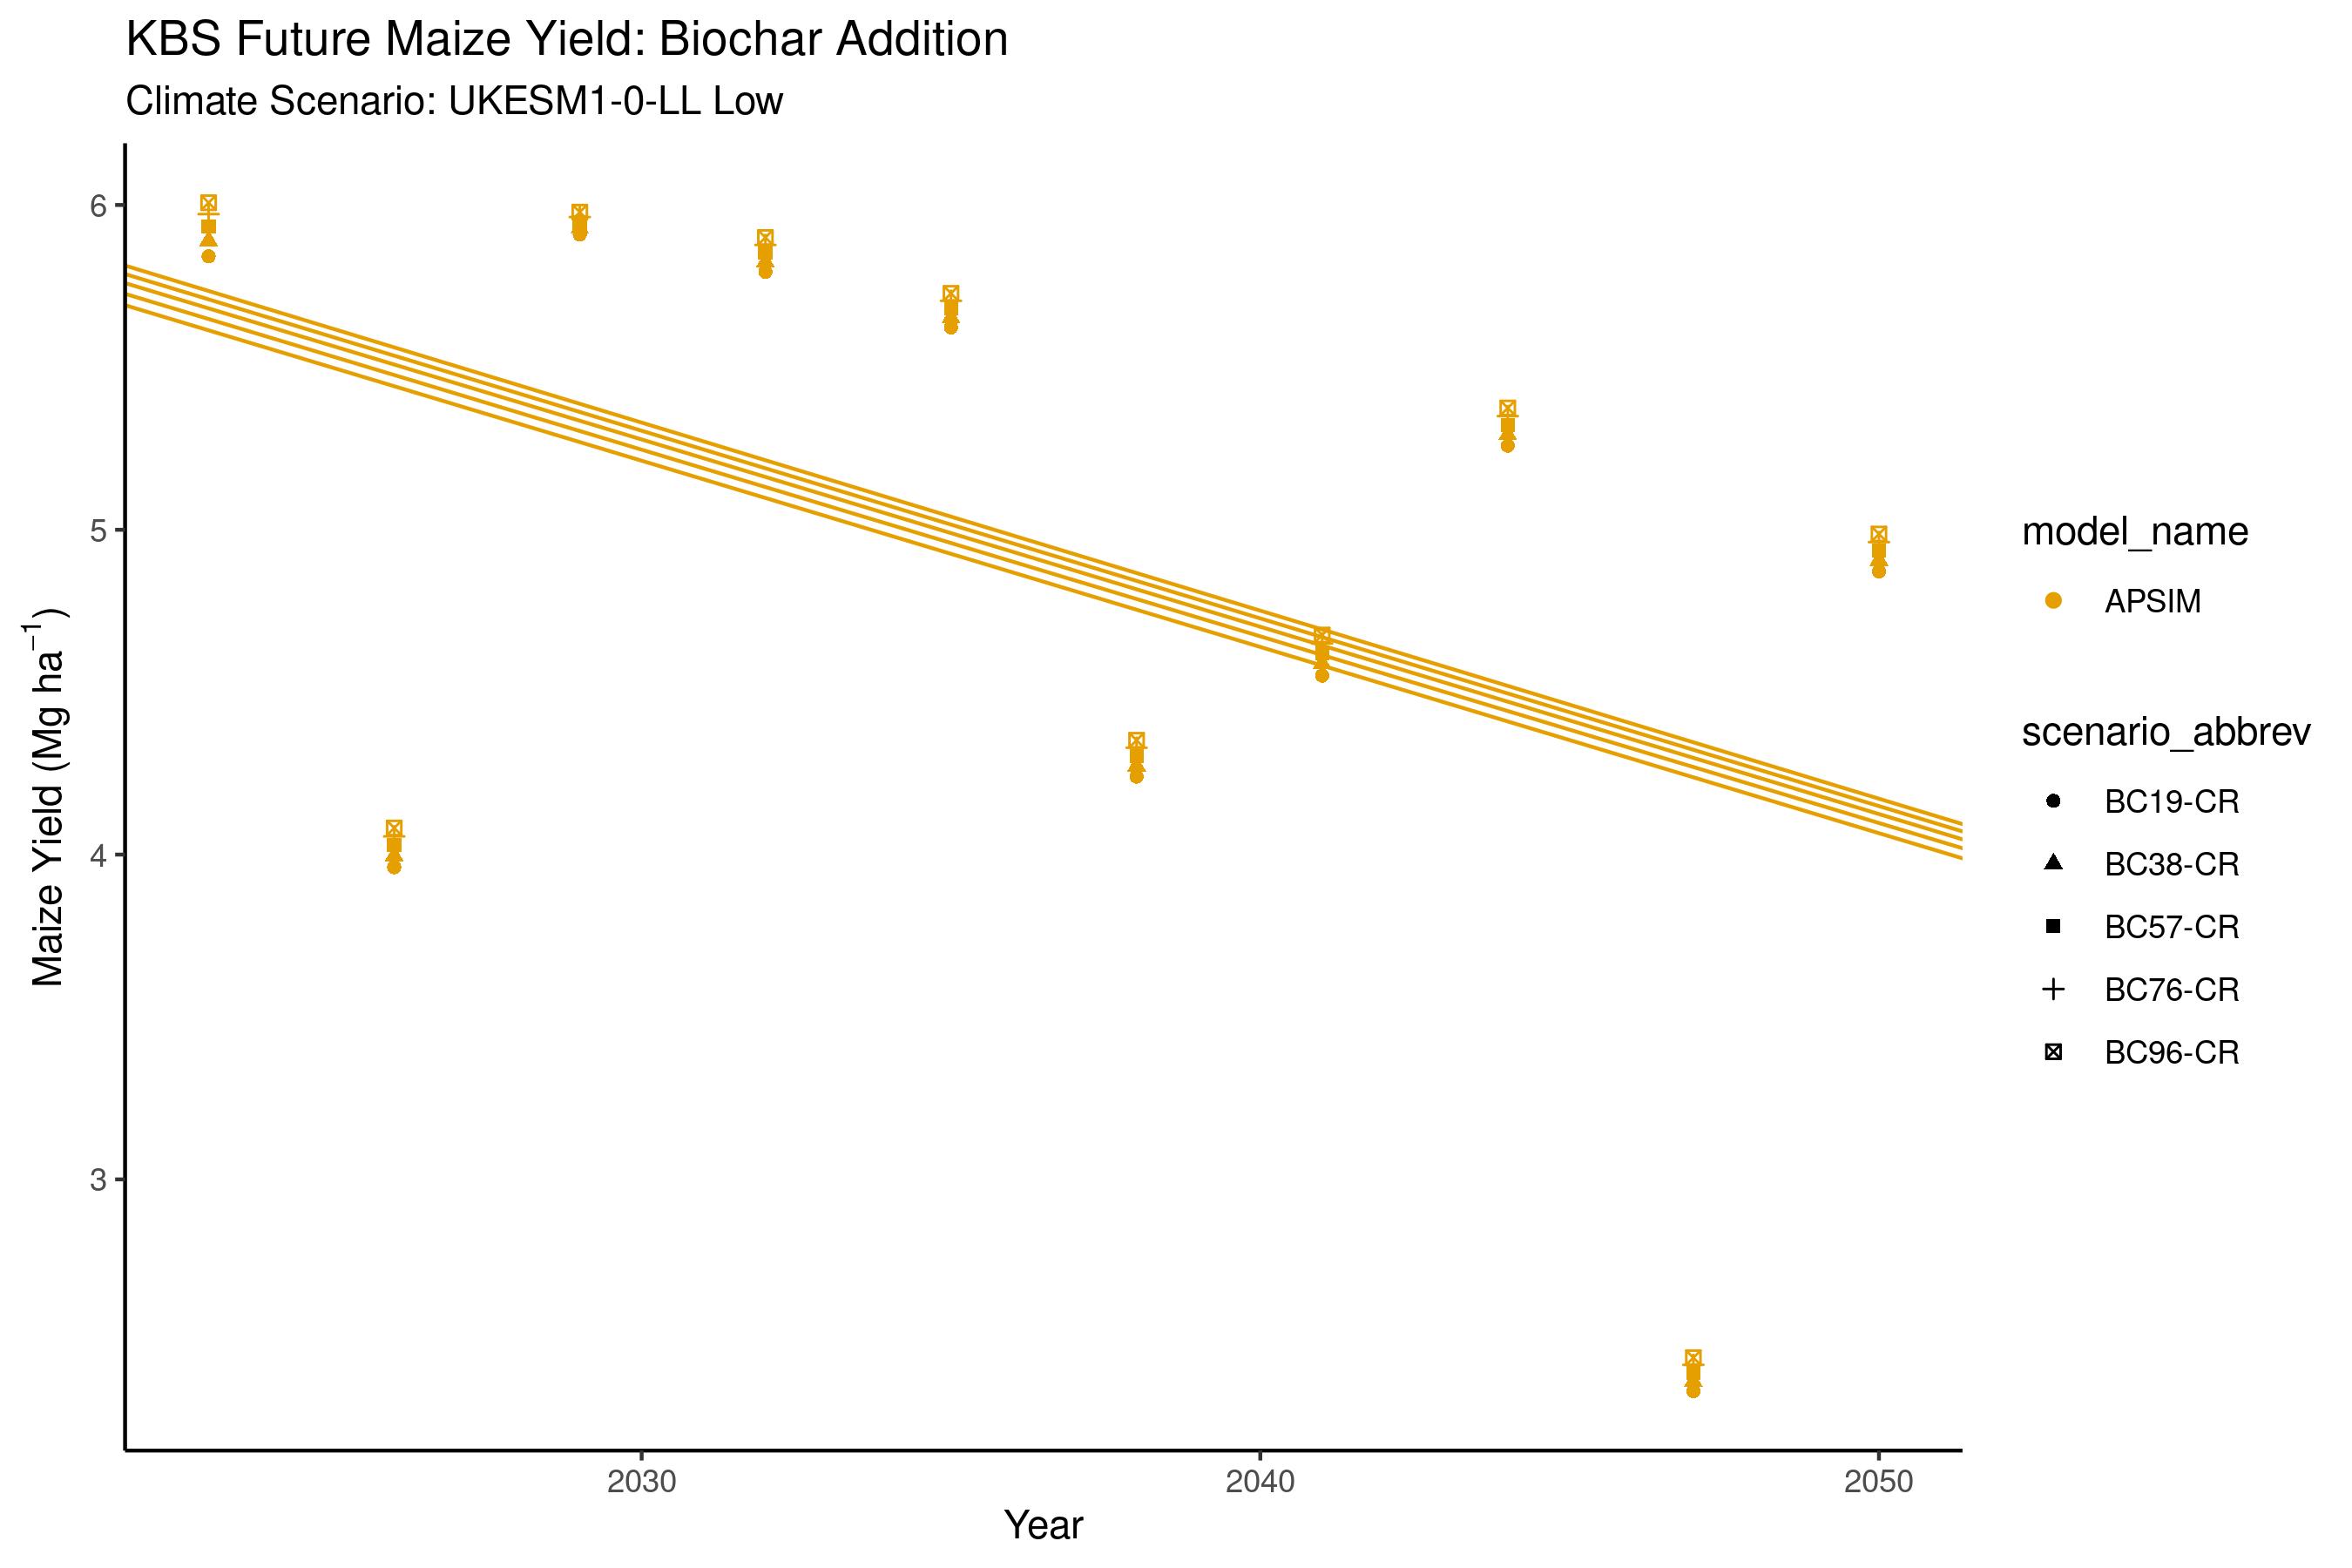 KBS Future Maize Yield: Biochar Addition
Climate Scenario: UKESM1-0-LL Low
Maize Yield (Mg ha⁻¹)
6
5
4
3
2030
2040
2050
Year
model_name
APSIM
scenario_abbrev
BC19-CR
BC38-CR
BC57-CR
BC76-CR
BC96-CR